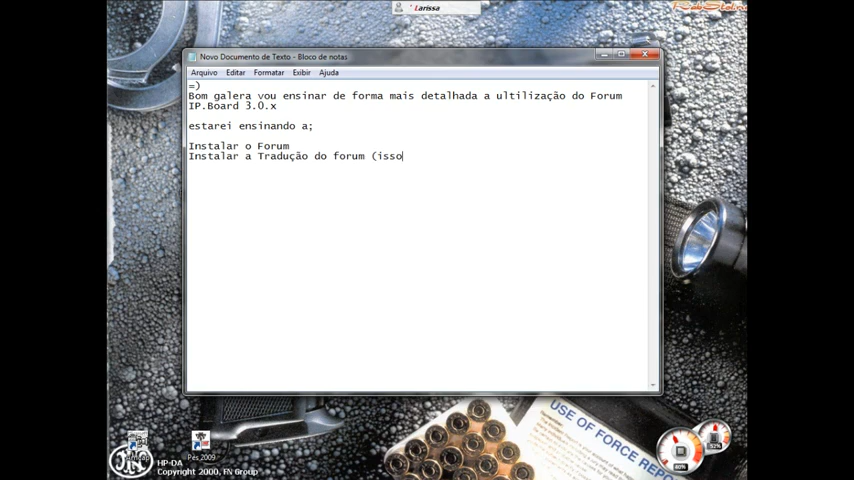 * Larissa
Novo Documento de Texto - Bloco de notas
Arquivo Editar Formatar Exibir Ajuda
=)
Bom galera vou ensinar de forma mais detalhada a ultilização do Forum
IP.Board 3.0.x
estarei ensinando a;
Instalar o Forum
Instalar a Tradução do forum (isso
USE OF FORCE REPO
Pes 2009
HP-DA
Copyright 2000, FN Group